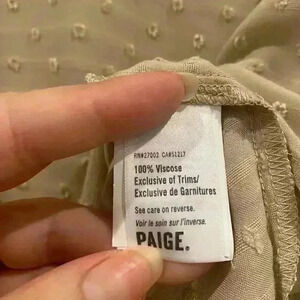 RN#27002 CA#51217
100% Viscose
Exclusive of Trims/
Exclusive de Garnitures
See care on reverse.
Voir le soin sur l'inverse.
PAIGE.